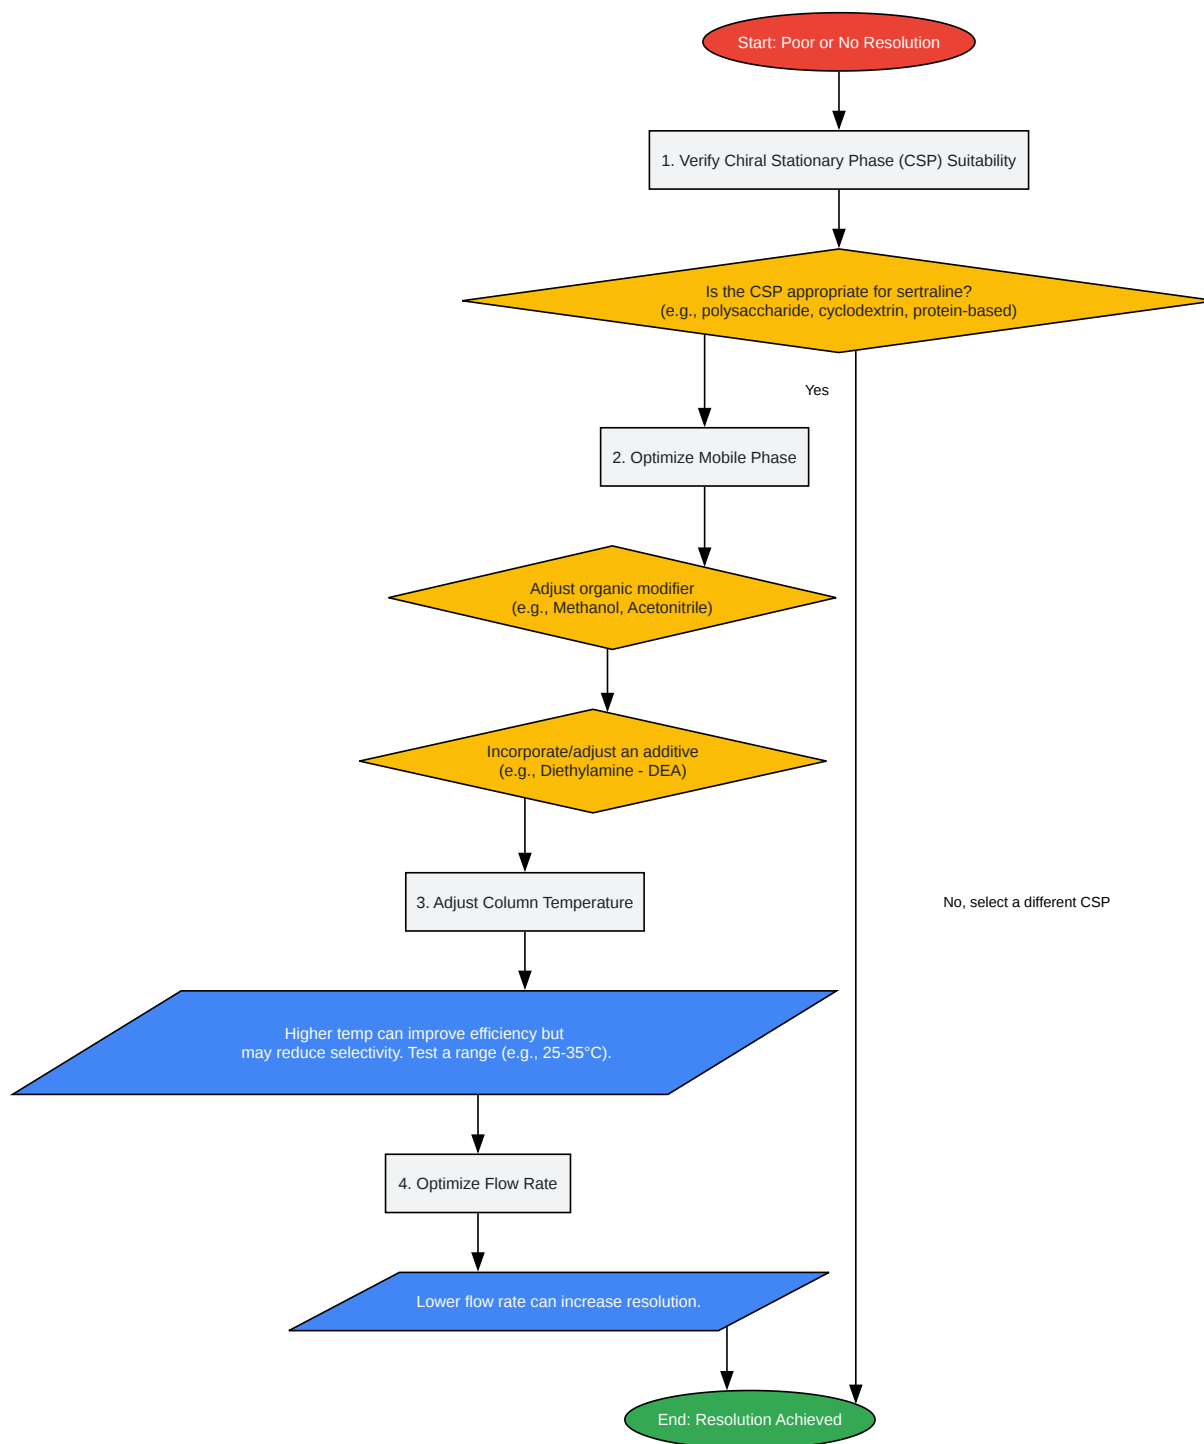 Start: Poor or No Resolution
1. Verify Chiral Stationary Phase (CSP) Suitability
Is the CSP appropriate for sertraline?
(e.g., polysaccharide, cyclodextrin, protein-based)
Yes
2. Optimize Mobile Phase
Adjust organic modifier
(e.g., Methanol, Acetonitrile)
Incorporate/adjust an additive
(e.g., Diethylamine - DEA)
3. Adjust Column Temperature
No, select a different CSP
Higher temp can improve efficiency but
may reduce selectivity. Test a range (e.g., 25-35°C).
4. Optimize Flow Rate
Lower flow rate can increase resolution.
End: Resolution Achieved